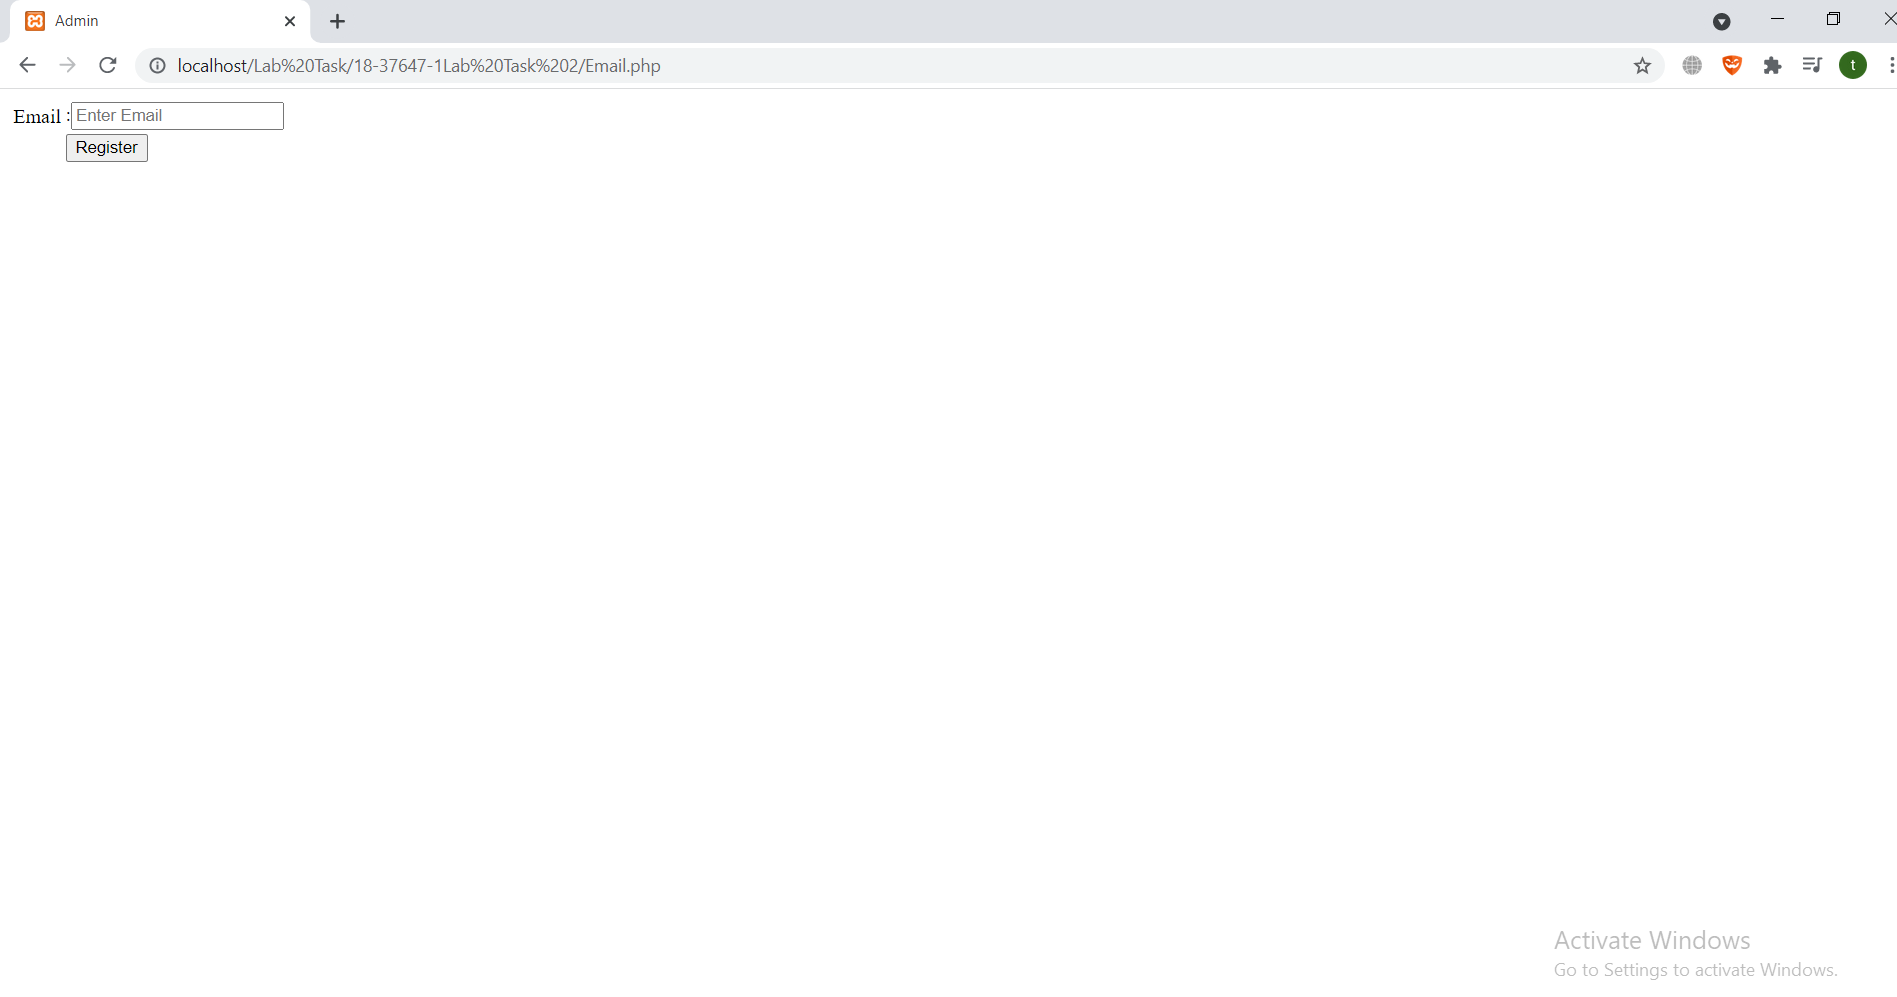 Admin
localhost/Lab%20Task/18-37647-1Lab%20Task%202/Email.php
t
Email :Enter Email
Register
Activate Windows
Go to Settings to activate Windows.